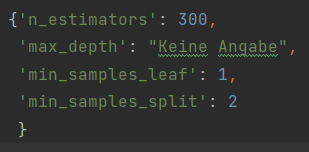 {'n_estimators': 300,
'max_depth': "Keine Angabe",
'min_samples_leaf': 1,
'min_samples_split': 2
}